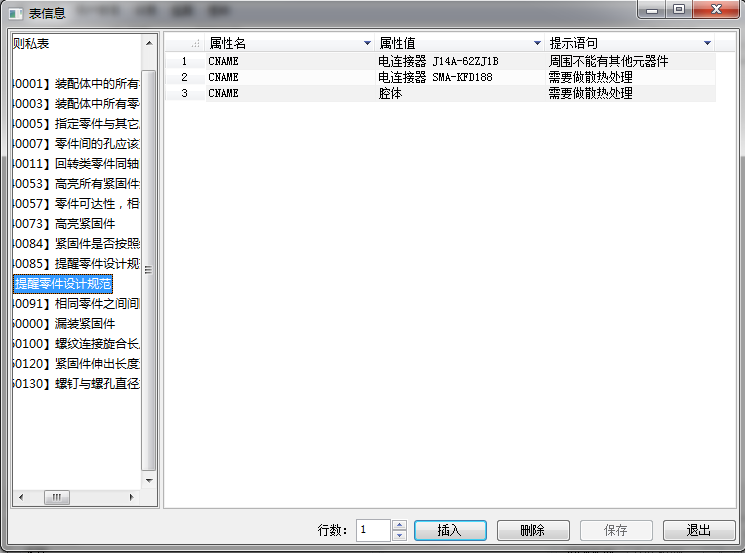 表信息
则私表
40001】装配体中的所有
40003】装配体中所有零
40005】指定零件与其它
40007】零件间的孔应该
40011】回转类零件同轴
40053】高亮所有紧固件
40057】零件可达性，相
40073】高亮紧固件
40084】紧固件是否按照
40085】提醒零件设计规
提醒零件设计规范
40091】相同零件之间间
50000】漏装紧固件
50100】螺纹连接旋合长
50120】紧固件伸出长度
50130】螺钉与螺孔直径
属性名 属性值 提示语句
1 CNAME 电连接器 J14A-62ZJ1B 周围不能有其他元器件
2 CNAME 电连接器 SMA-KFD188 需要做散热处理
3 CNAME 腔体 需要做散热处理
行数： 1 插入 删除 保存 退出